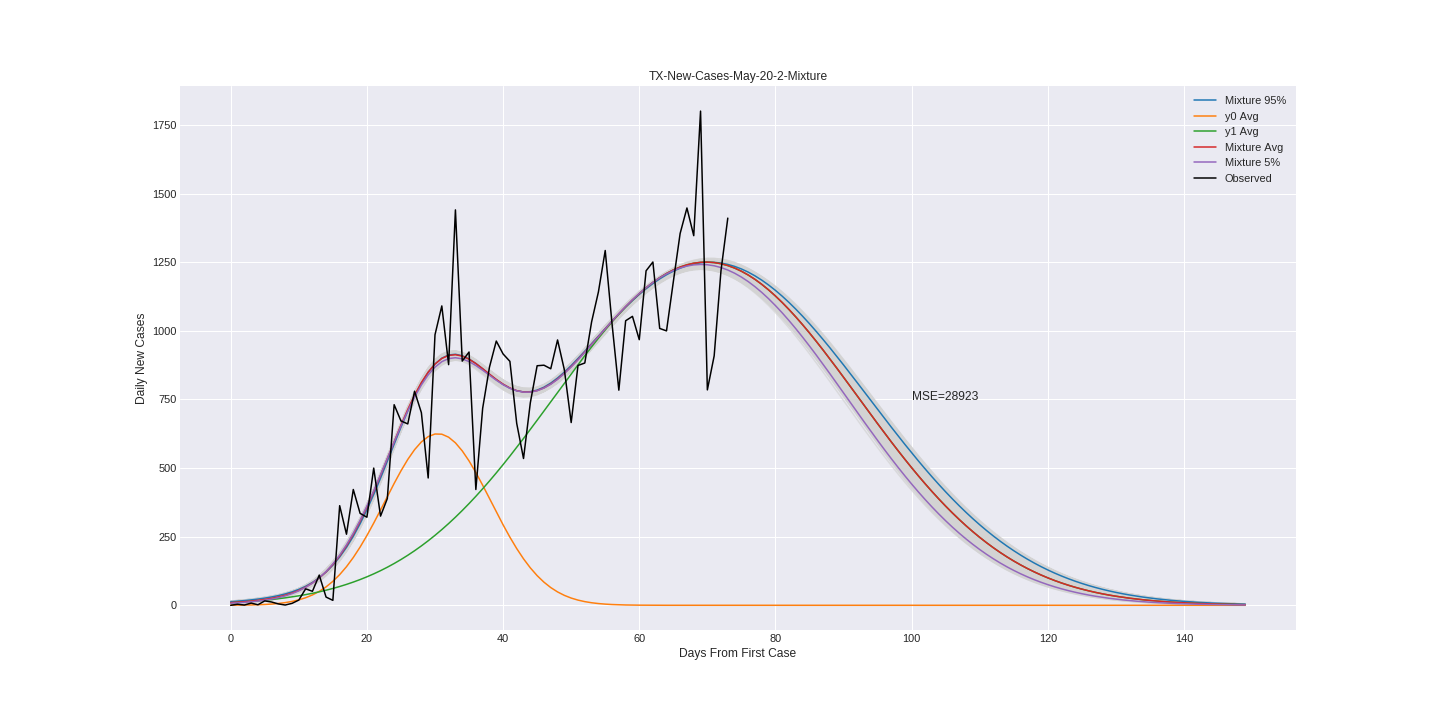 TX-New-Cases-May-20-2-Mixture
Mixture 95%
y0 Avg
y1 Avg
Mixture Avg
Mixture 5%
Observed
1750
1500
1250
1000
750
500
250
0
Daily New Cases
MSE=28923
0 20 40 60 80 100 120 140
Days From First Case